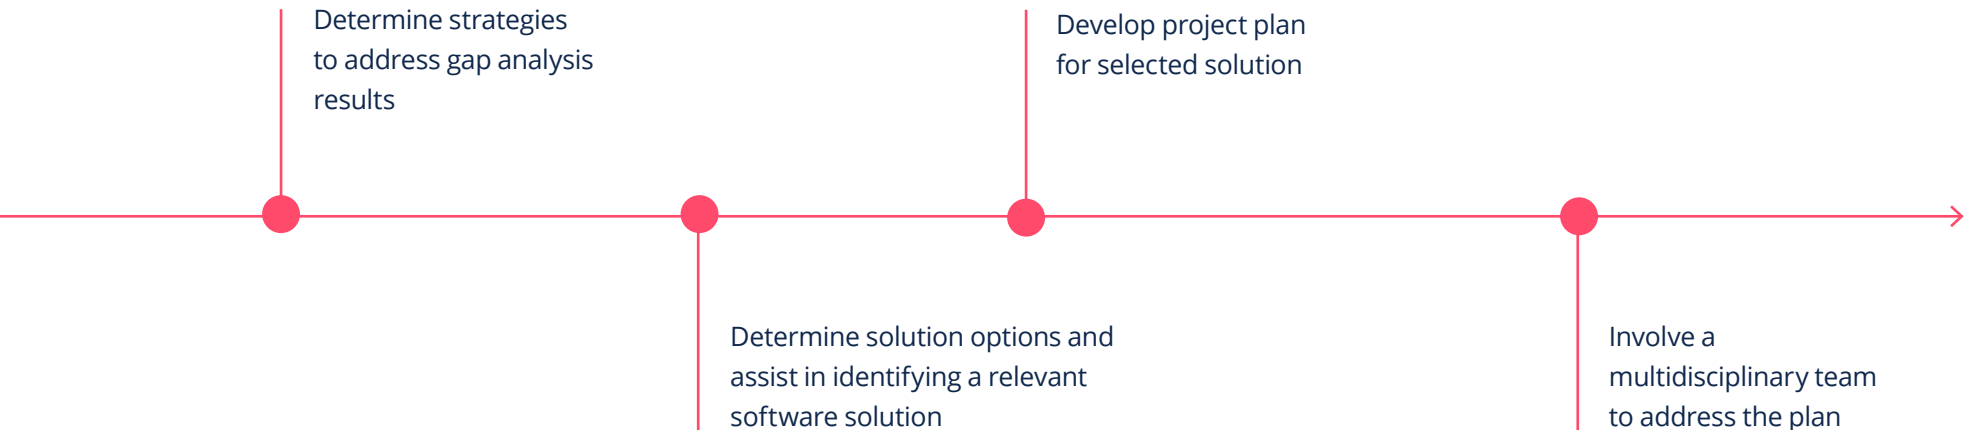 Determine strategies
to address gap analysis
results
Develop project plan
for selected solution
Determine solution options and
assist in identifying a relevant
software solution
Involve a
multidisciplinary team
to address the plan